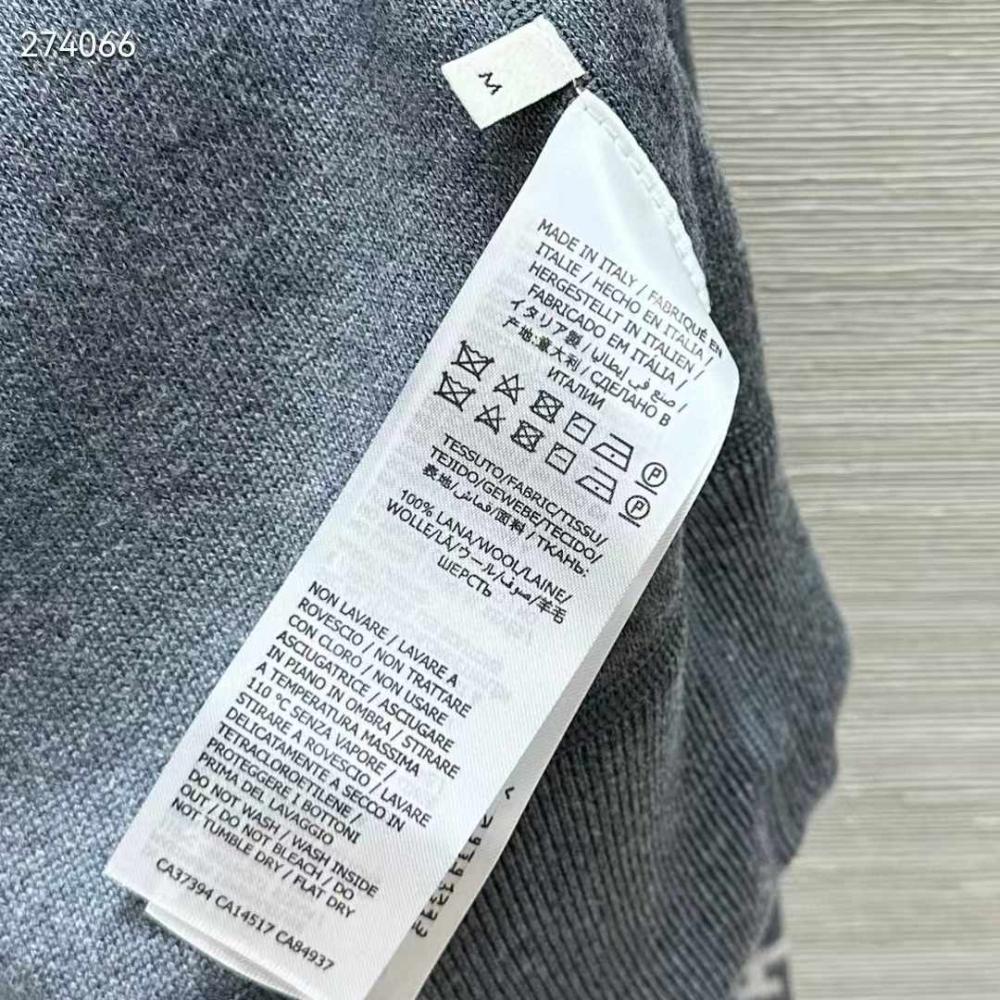 274066
M
MADE IN ITALY / FABRIQUÉ EN
ITALIE / HECHO EN ITALIA /
HERGESTELLT IN ITALIEN /
FABRICADO EM ITÁLIA /
イタリア製 / صنع في إيطاليا /
产地:意大利 / СДЕЛАНО В
ИТАЛИИ
P
P
TESSUTO/FABRIC/TISSU/
TEJIDO/GEWEBE/TECIDO/
表地/قماش/面料 / ТКАНЬ:
100% LANA/WOOL/LAINE/
WOLLE/LÃ/ウール/صوف/羊毛
ШЕРСТЬ
NON LAVARE / LAVARE A
ROVESCIO / NON TRATTARE
CON CLORO / NON USARE
ASCIUGATRICE / ASCIUGARE
IN PIANO IN OMBRA / STIRARE
A TEMPERATURA MASSIMA
110 °C SENZA VAPORE /
STIRARE A ROVESCIO / LAVARE
DELICATAMENTE A SECCO IN
TETRACLOROETILENE /
PROTEGGERE I BOTTONI
PRIMA DEL LAVAGGIO
DO NOT WASH / WASH INSIDE
OUT / DO NOT BLEACH / DO
NOT TUMBLE DRY / FLAT DRY
CA37394 CA14517 CA84937